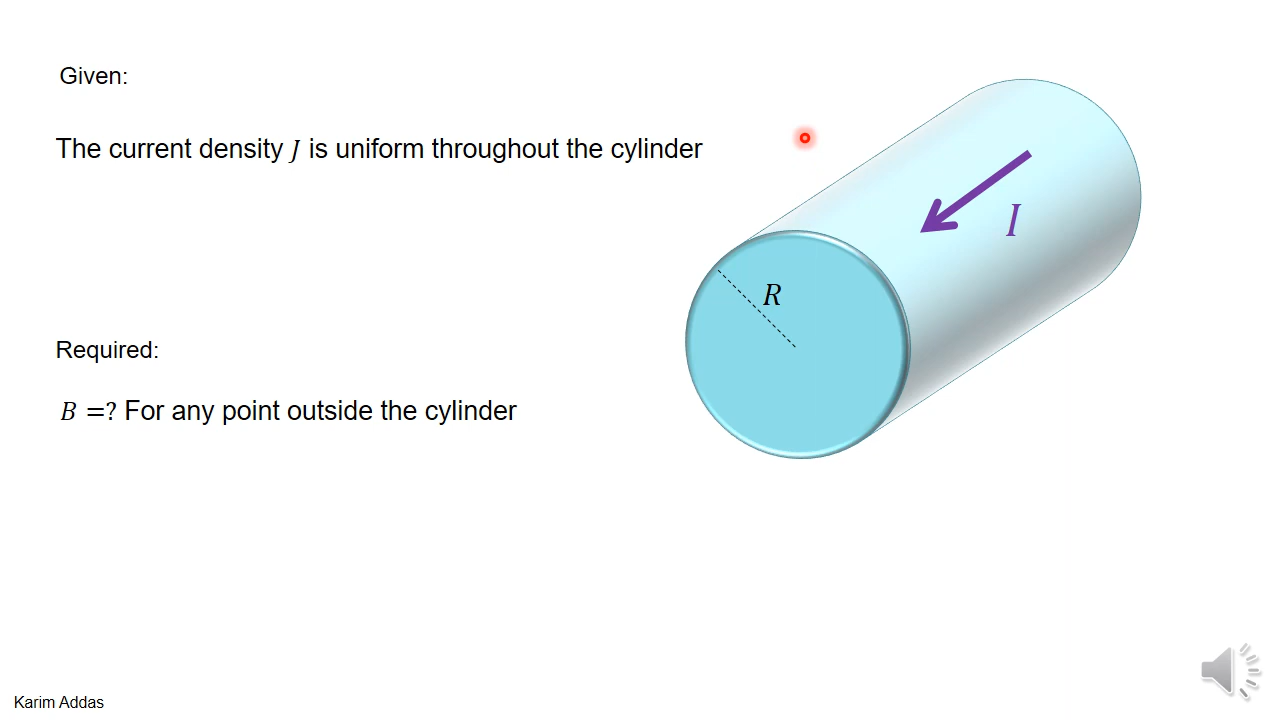 Given:
The current density J is uniform throughout the cylinder
I
R
Required:
B =? For any point outside the cylinder
Karim Addas